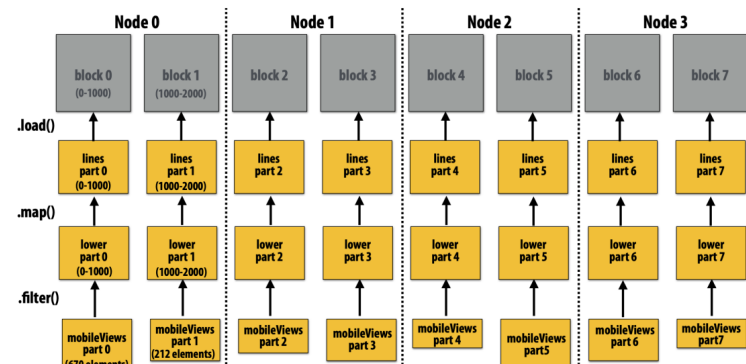 Node 0 Node 1 Node 2 Node 3
block 0 block 1 block 2 block 3 block 4 block 5 block 6 block 7
(0-1000) (1000-2000)
.load()
lines lines lines lines lines lines lines lines
part 0 part 1 part 2 part 3 part 4 part 5 part 6 part 7
(0-1000) (1000-2000)
.map()
lower lower lower lower lower lower lower lower
part 0 part 1 part 2 part 3 part 4 part 5 part 6 part 7
(0-1000) (1000-2000)
.filter()
mobileViews mobileViews mobileViews mobileViews mobileViews mobileViews mobileViews mobileViews
part 0 part 1 part 2 part 3 part 4 part5 part 6 part7
(670 elements) (212 elements)